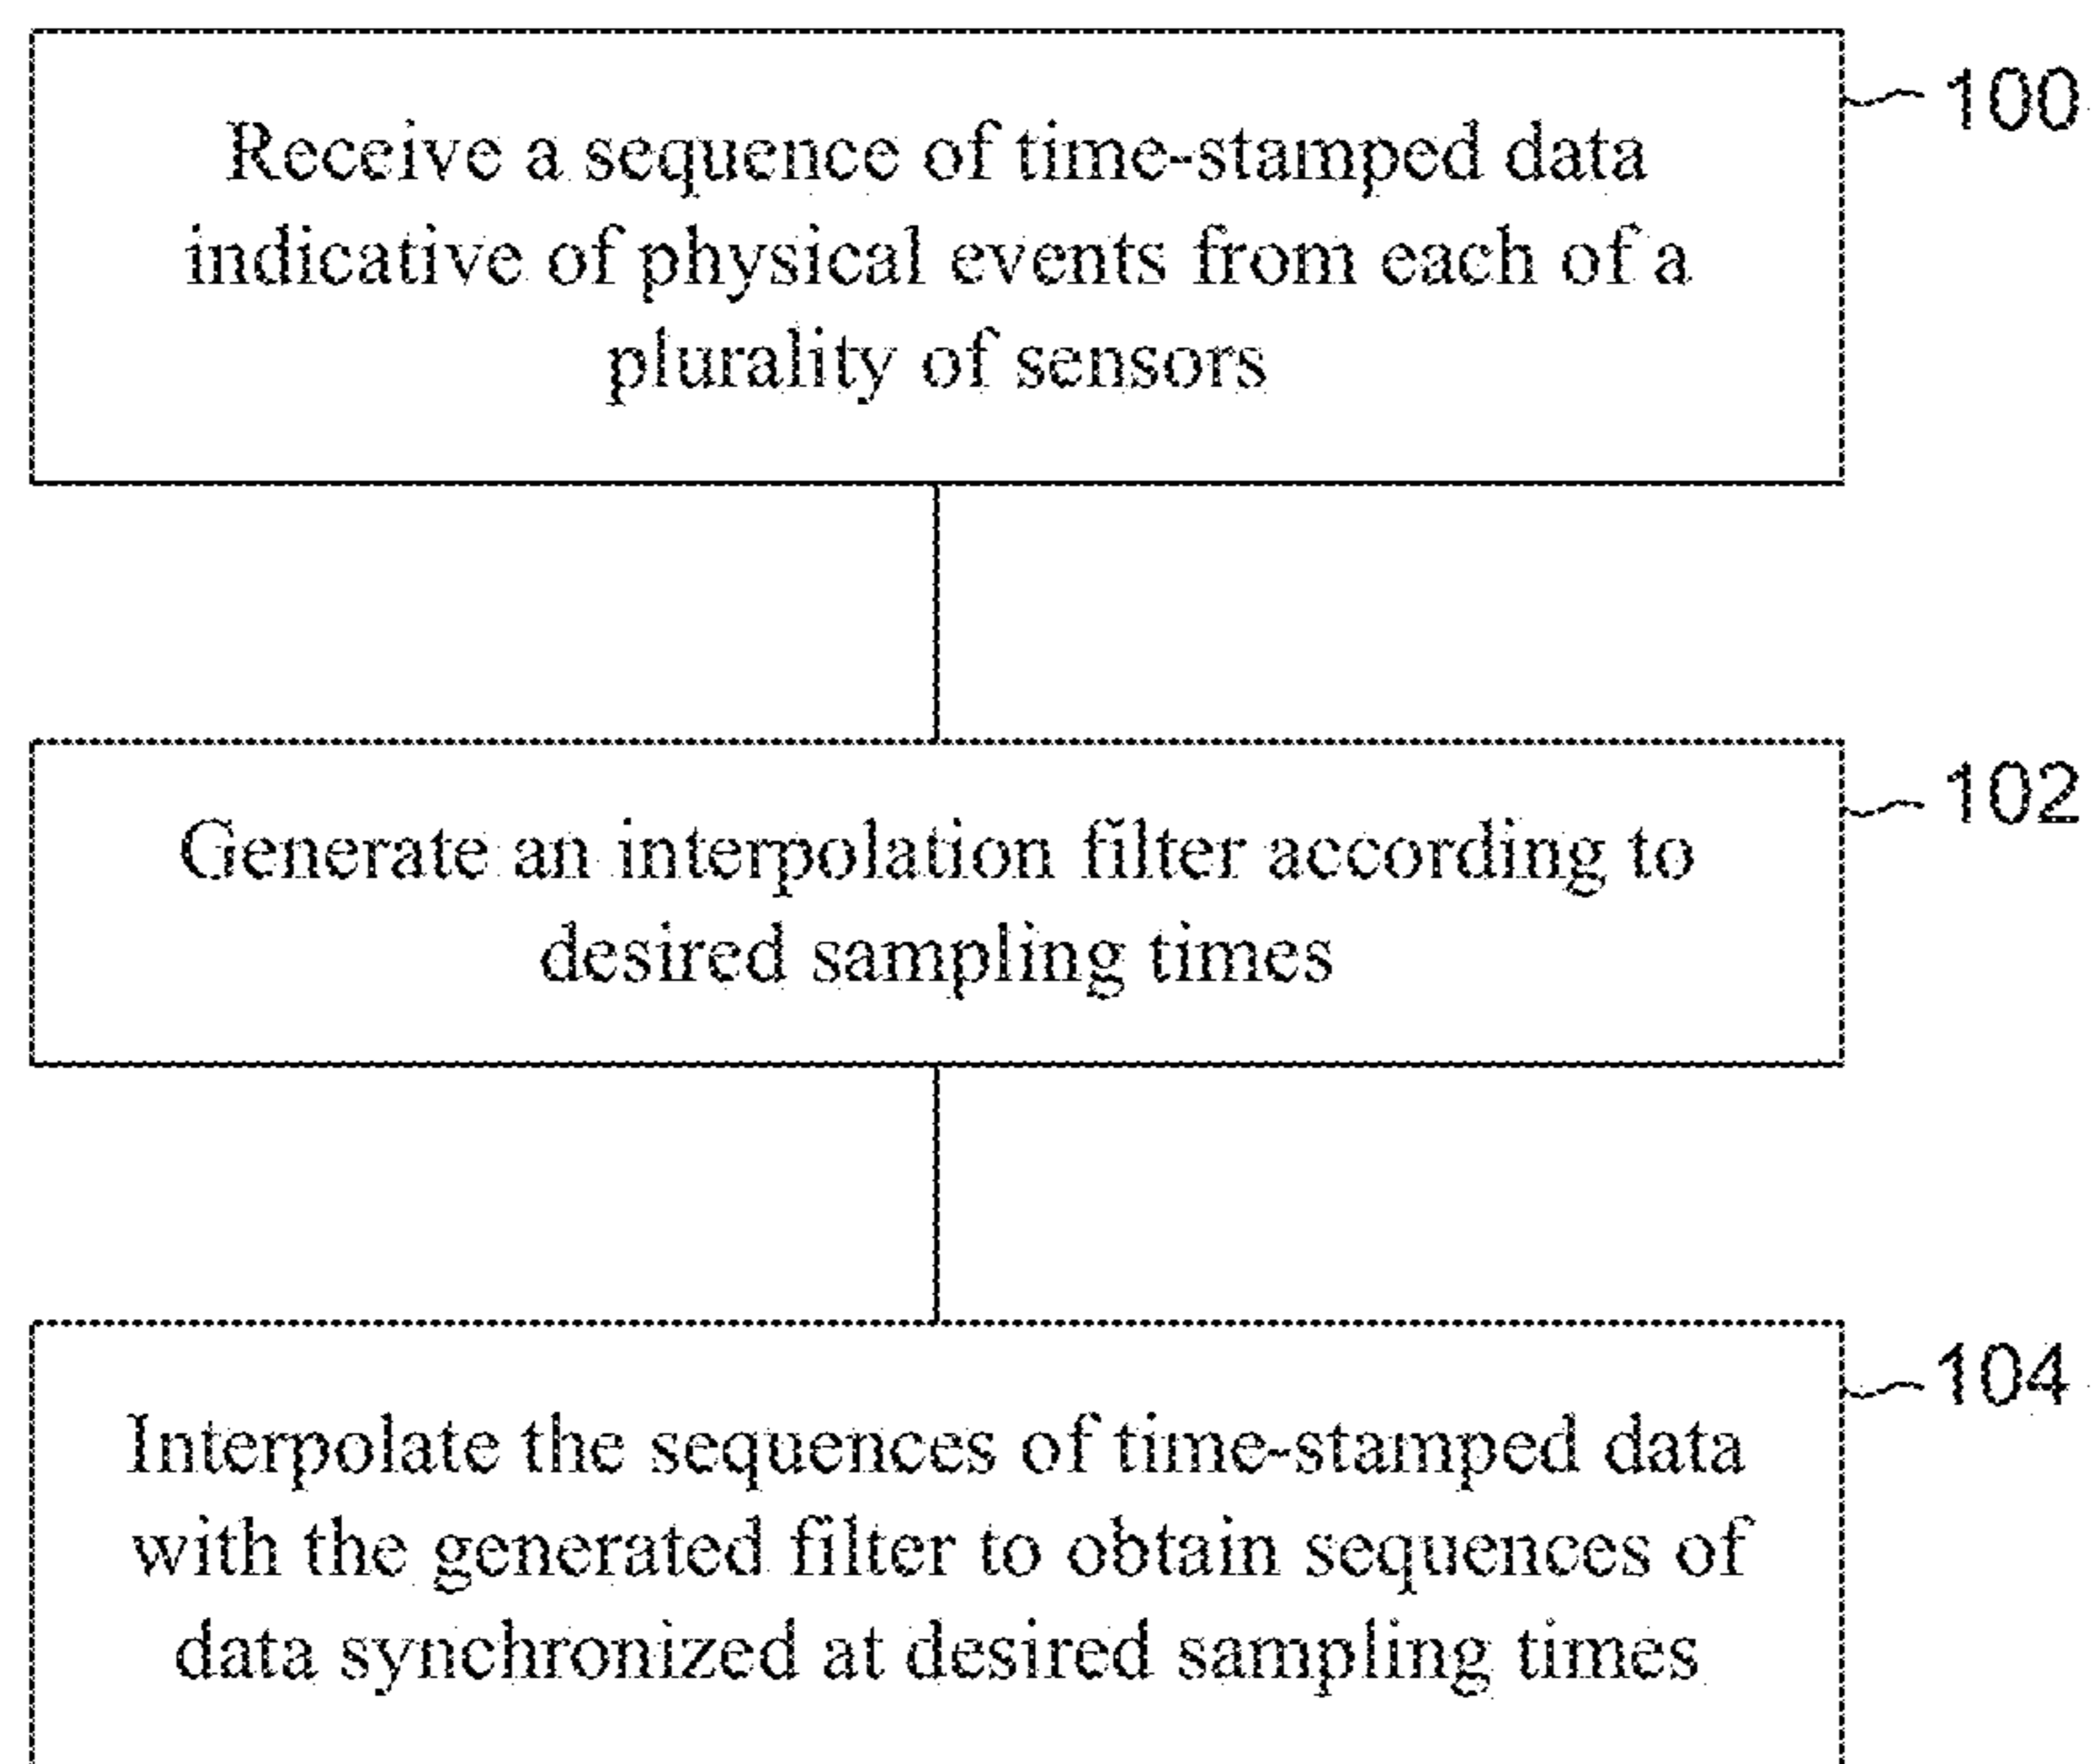 100
Receive a sequence of time-stamped data
indicative of physical events from each of a
plurality of sensors
102
Generate an interpolation filter according to
desired sampling times
104
Interpolate the sequences of time-stamped data
with the generated filter to obtain sequences of
data synchronized at desired sampling times